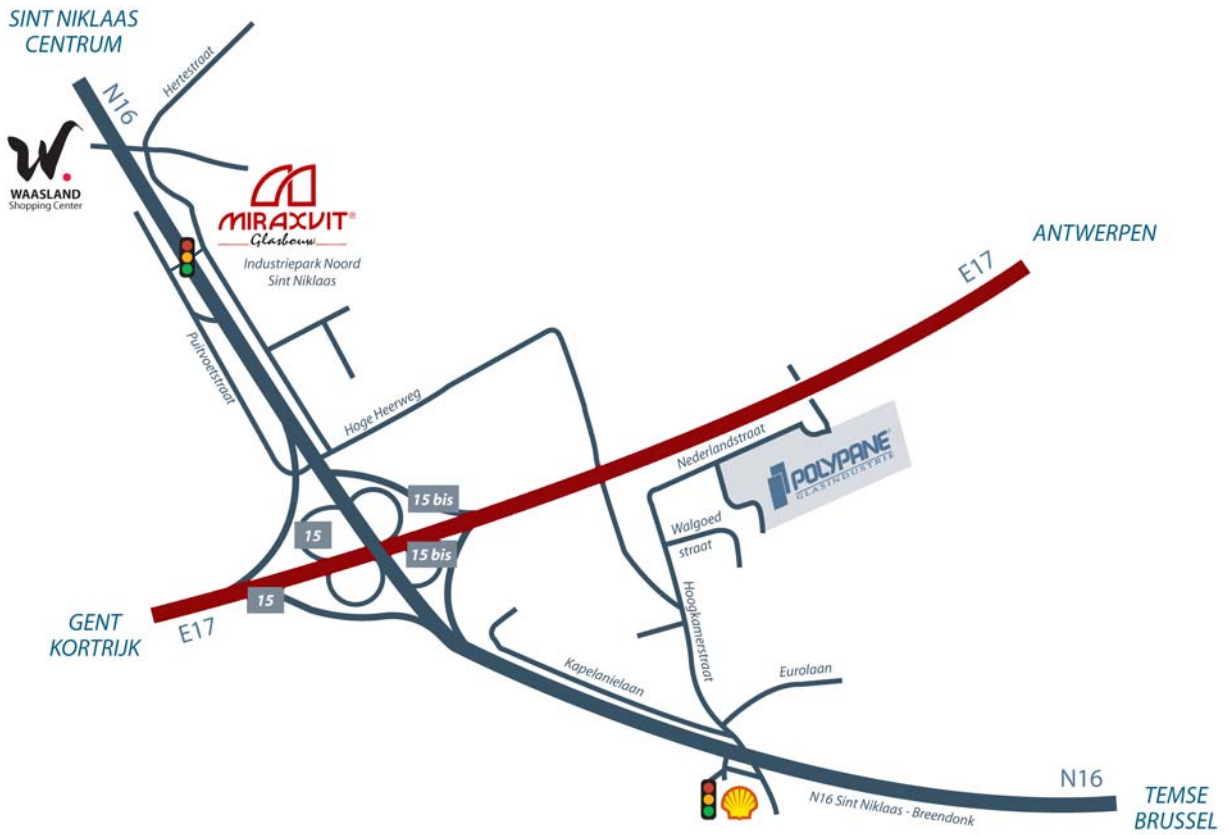 SINT NIKLAAS
CENTRUM
N16
Hertestraat
W.
WAASLAND
Shopping Center
MIRAXVIT®
Glasbouw
Industriepark Noord
Sint Niklaas
ANTWERPEN
E17
Puitvoetstraat
Hoge Heerweg
Nederlandstraat
POLYPANE®
GLASINDUSTRIE
15 bis
15
Walgoed
straat
15 bis
15
GENT
KORTRIJK
E17
Hoogkamerstraat
Kapelanielaan
Eurolaan
N16
N16 Sint Niklaas - Breendonk
TEMSE
BRUSSEL